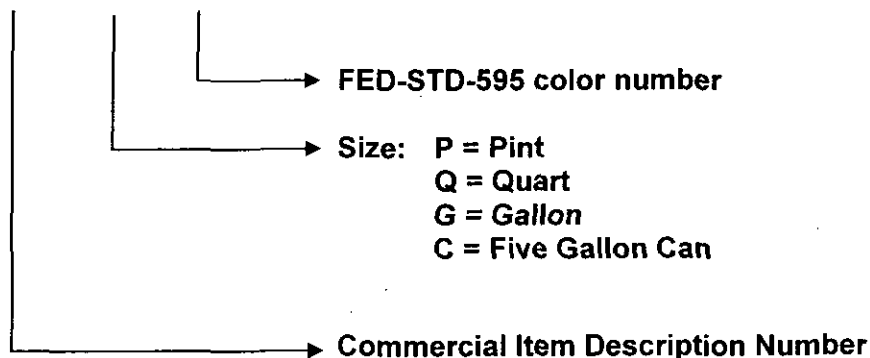 FED-STD-595 color number
Size: P = Pint
Q = Quart
G = Gallon
C = Five Gallon Can
Commercial Item Description Number